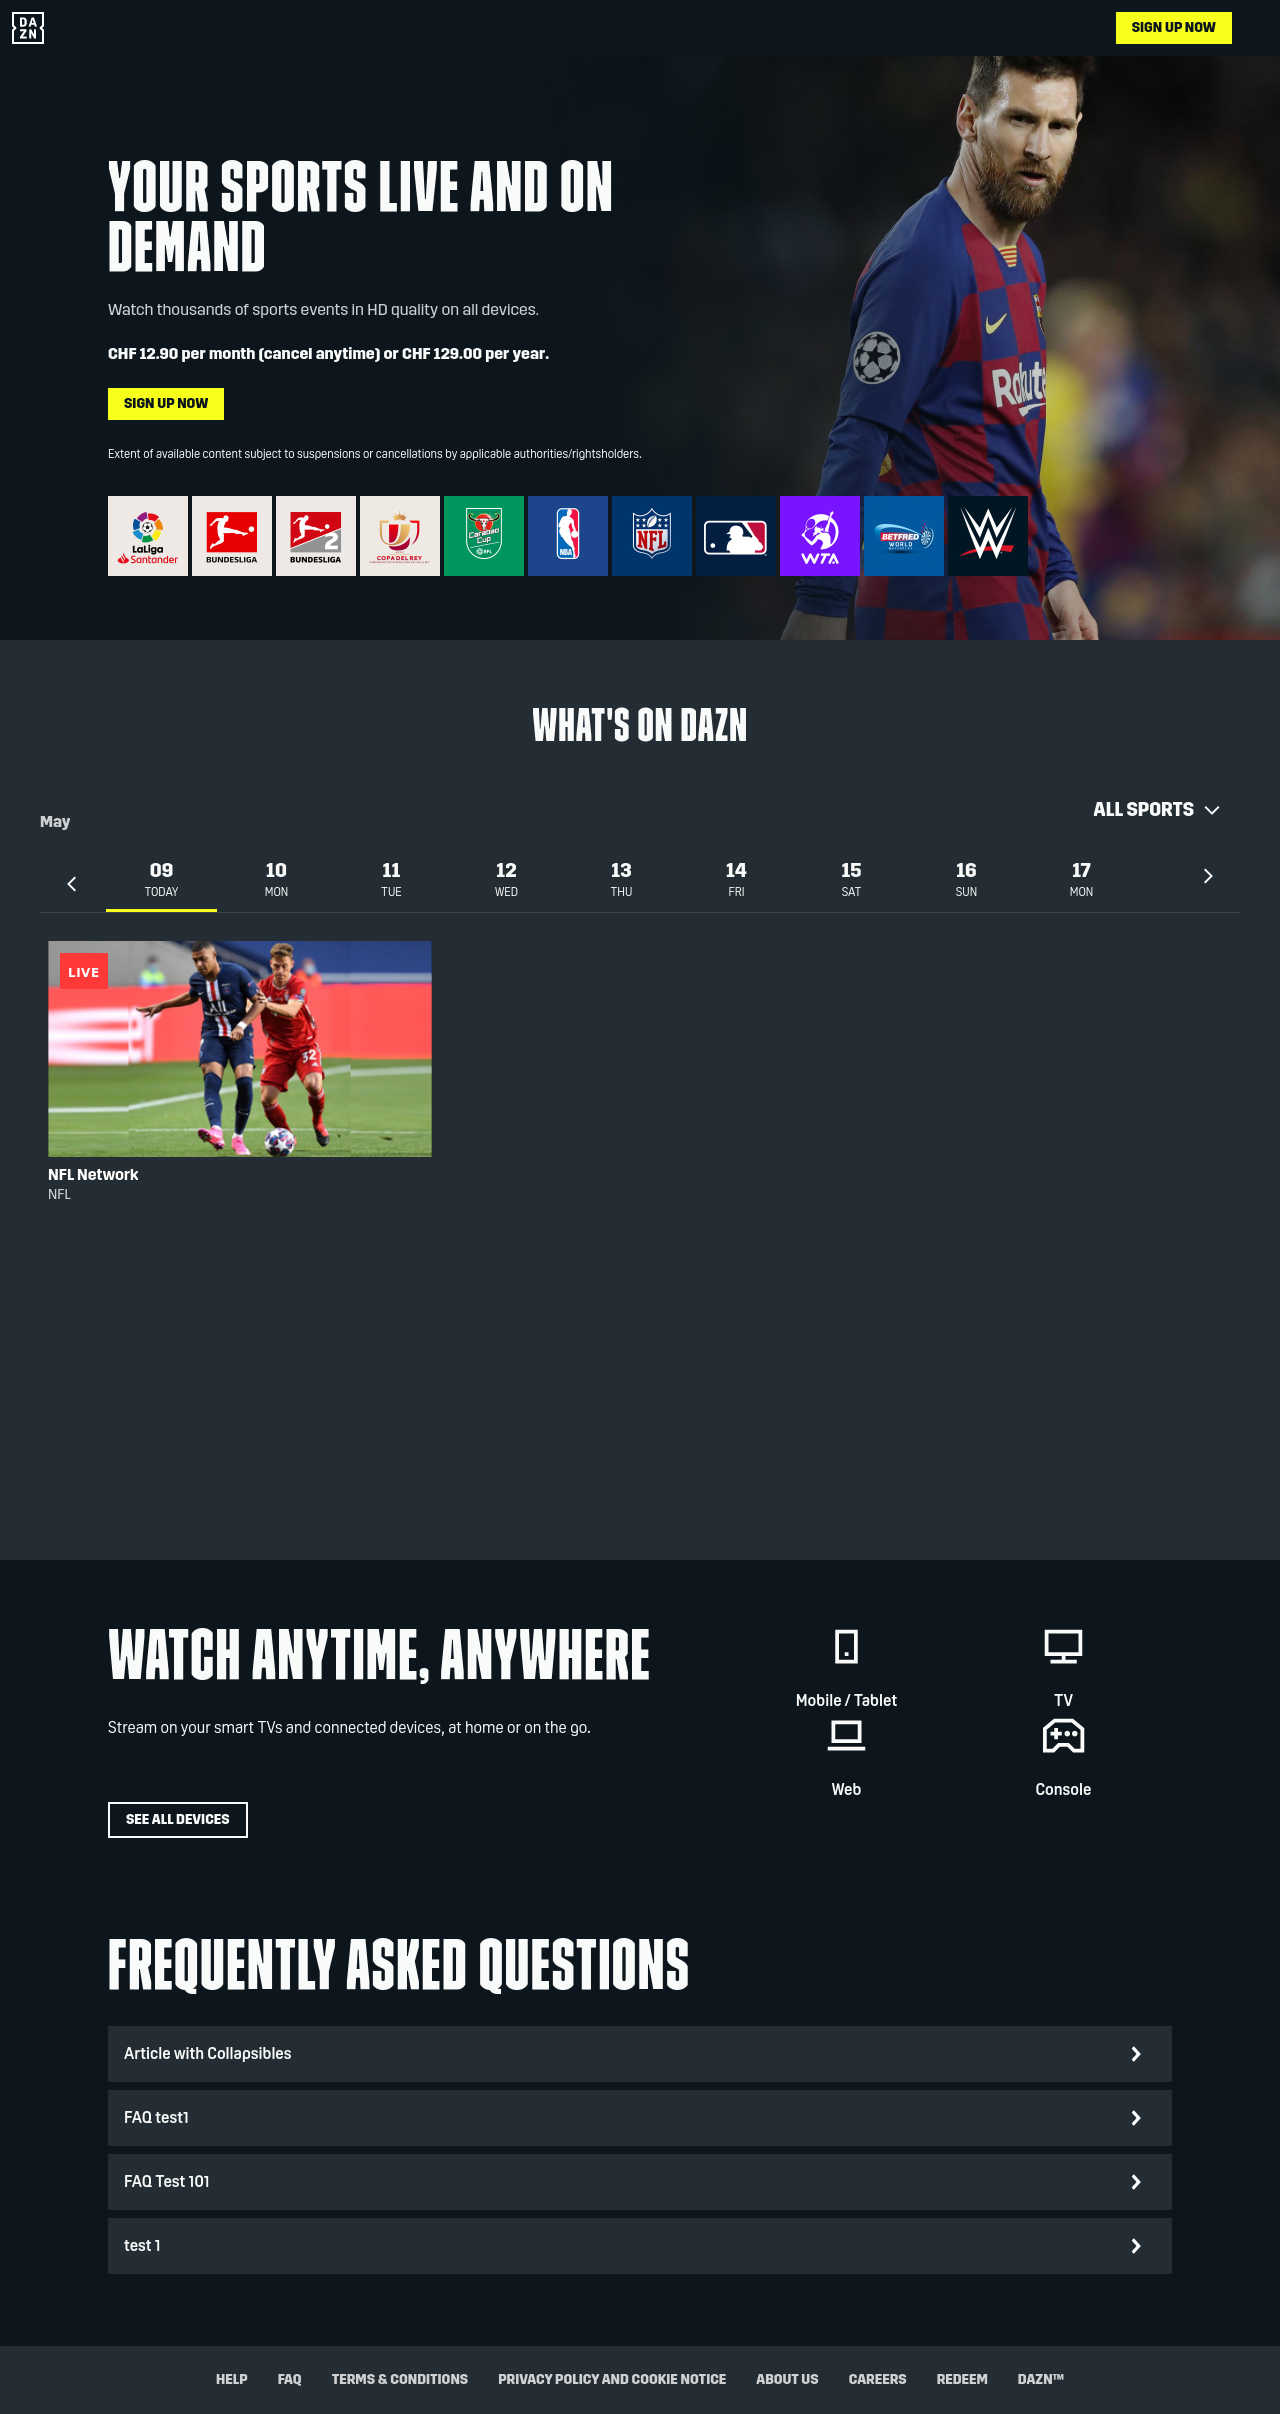 DA
ZN
SIGN UP NOW
YOUR SPORTS LIVE AND ON
DEMAND
Watch thousands of sports events in HD quality on all devices.
CHF 12.90 per month (cancel anytime) or CHF 129.00 per year.
SIGN UP NOW
Extent of available content subject to suspensions or cancellations by applicable authorities/rightsholders.
Rakute
LaLiga
Santander
BUNDESLIGA
2
BUNDESLIGA
COPA DEL REY
Carabao
Cup
EFL
NBA
NFL
WTA
BETFRED
WORLD
MATCHPLAY
W
WHAT'S ON DAZN
ALL SPORTS
May
09 10 11 12 13 14 15 16 17
TODAY MON TUE WED THU FRI SAT SUN MON
LIVE
32
NFL Network
NFL
WATCH ANYTIME, ANYWHERE
Stream on your smart TVs and connected devices, at home or on the go.
SEE ALL DEVICES
Mobile / Tablet
TV
Web
Console
FREQUENTLY ASKED QUESTIONS
Article with Collapsibles
FAQ test1
FAQ Test 101
test 1
HELP FAQ TERMS & CONDITIONS PRIVACY POLICY AND COOKIE NOTICE ABOUT US CAREERS REDEEM DAZN™